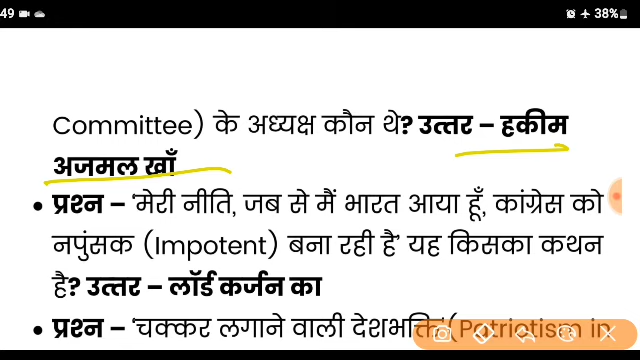 49 38%
Committee) के अध्यक्ष कौन थे? उत्तर – हकीम
अजमल खाँ
• प्रश्न – 'मेरी नीति, जब से मैं भारत आया हूँ, कांग्रेस को
नपुंसक (Impotent) बना रही है' यह किसका कथन
है? उत्तर – लॉर्ड कर्जन का
• प्रश्न – 'चक्कर लगाने वाली देशभक्ति' (Patriotism in